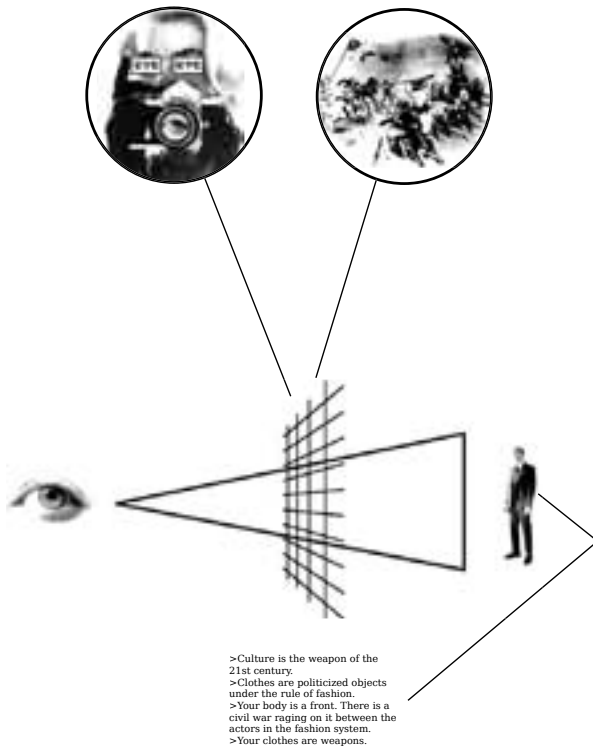 EYE EYE
>Culture is the weapon of the
21st century.
>Clothes are politicized objects
under the rule of fashion.
>Your body is a front. There is a
civil war raging on it between the
actors in the fashion system.
>Your clothes are weapons.